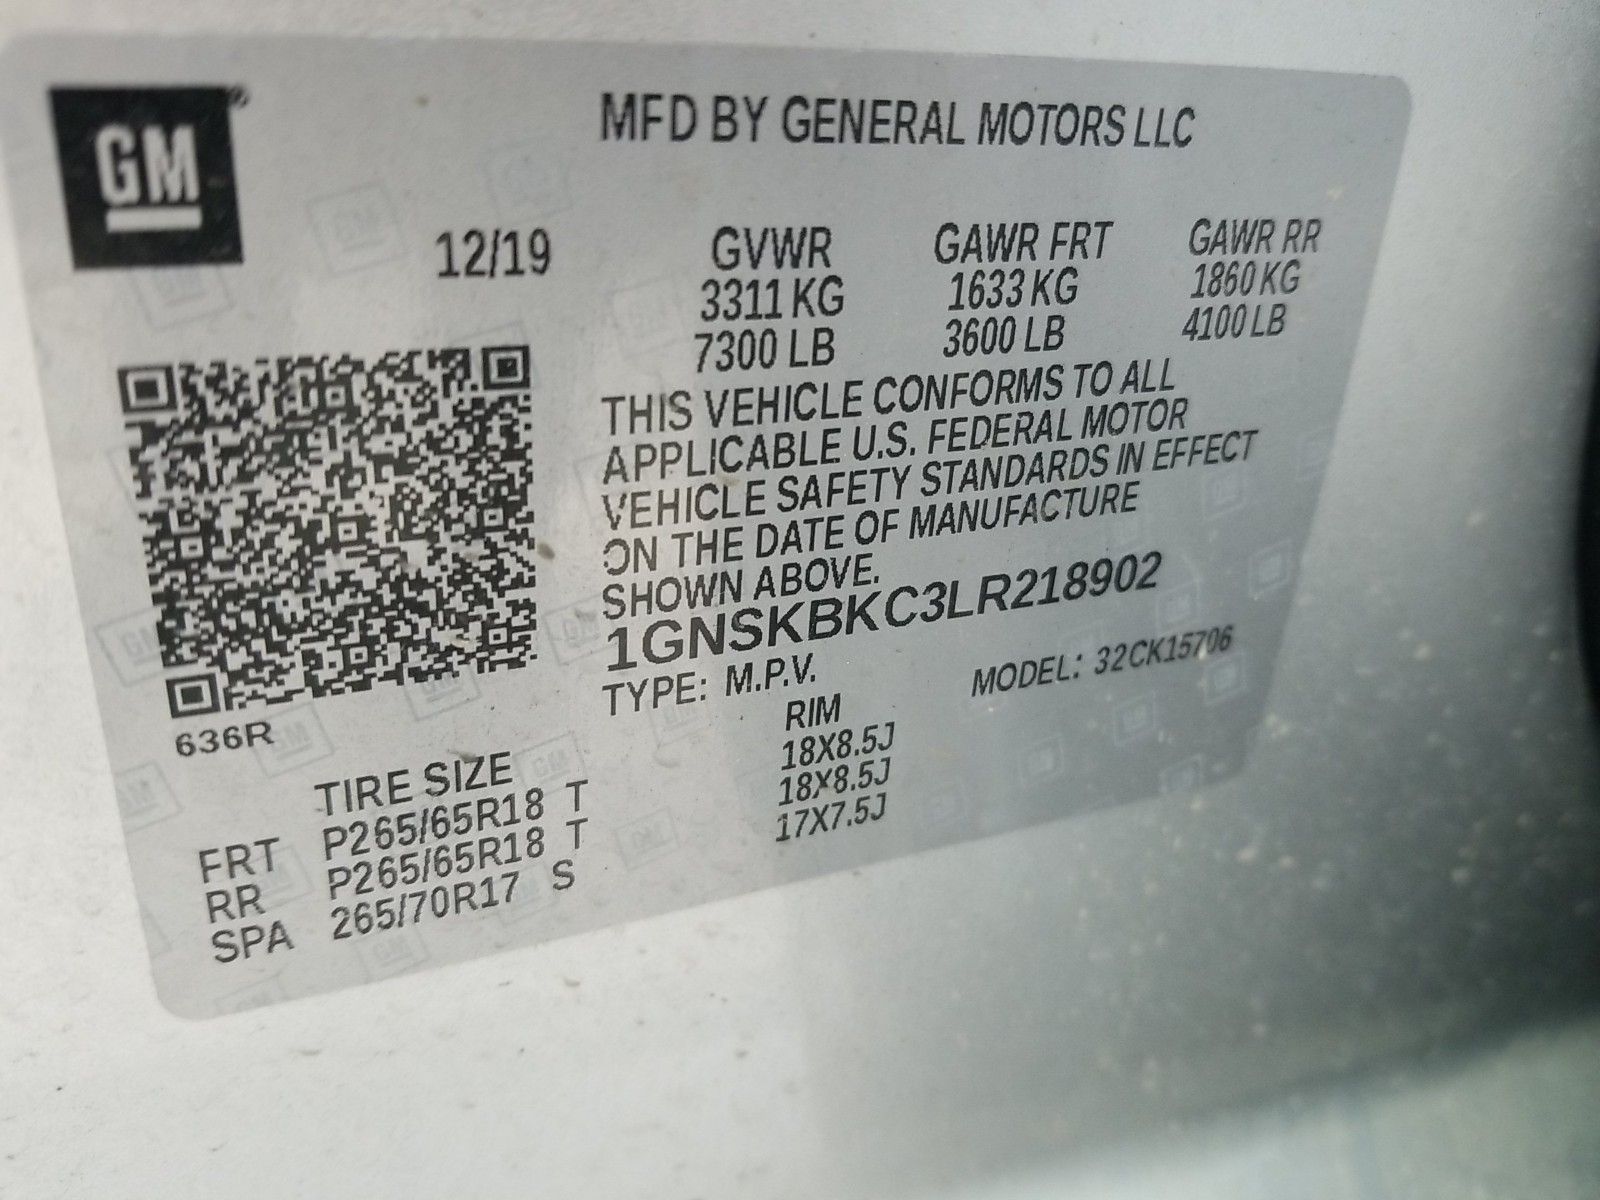 GM
MFD BY GENERAL MOTORS LLC
12/19
GVWR GAWR FRT GAWR RR
3311 KG 1633 KG 1860 KG
7300 LB 3600 LB 4100 LB
THIS VEHICLE CONFORMS TO ALL
APPLICABLE U.S. FEDERAL MOTOR
VEHICLE SAFETY STANDARDS IN EFFECT
ON THE DATE OF MANUFACTURE
SHOWN ABOVE.
1GNSKBKC3LR218902
TYPE: M.P.V. MODEL: 32CK15706
636R
TIRE SIZE RIM
FRT P265/65R18 T 18X8.5J
RR P265/65R18 T 18X8.5J
SPA 265/70R17 S 17X7.5J